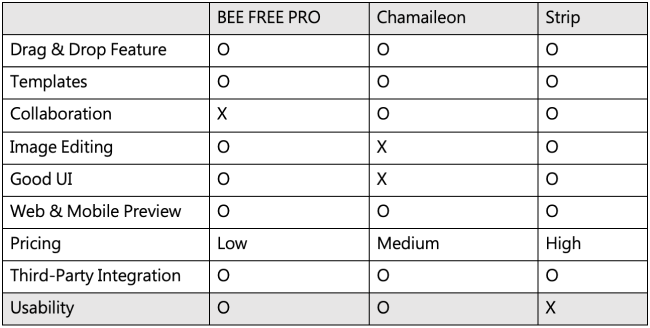 BEE FREE PRO Chamaileon Strip
Drag & Drop Feature O O O
Templates O O O
Collaboration X O O
Image Editing O X O
Good UI O X O
Web & Mobile Preview O O O
Pricing Low Medium High
Third-Party Integration O O O
Usability O O X